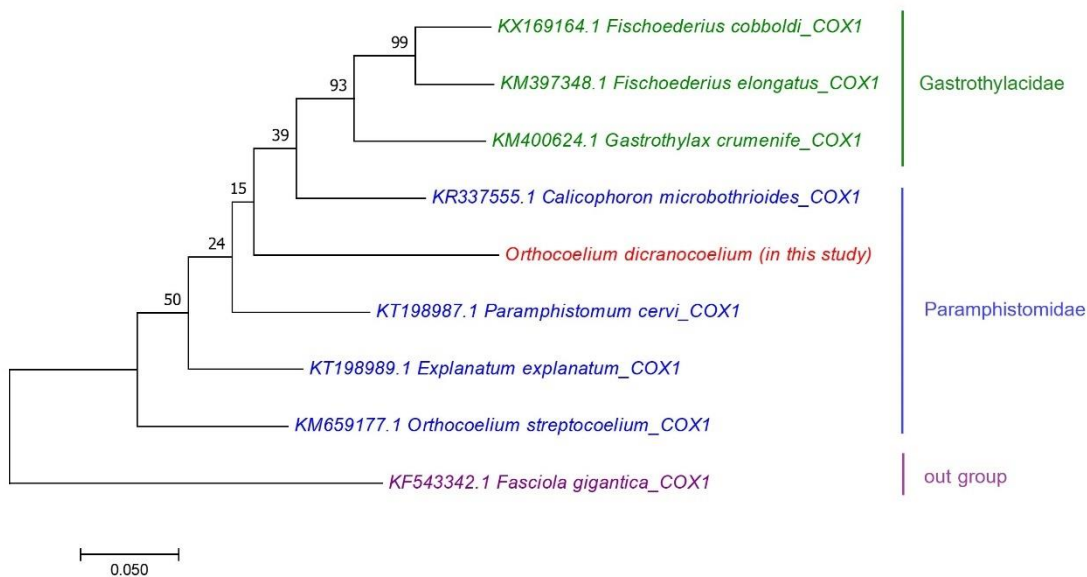 KX169164.1 Fischoederius cobboldi_COX1
99
KM397348.1 Fischoederius elongatus_COX1
Gastrothylacidae
93
KM400624.1 Gastrothylax crumenife_COX1
39
KR337555.1 Calicophoron microbothrioides_COX1
15
Orthocoelium dicranocoelium (in this study)
24
KT198987.1 Paramphistomum cervi_COX1
Paramphistomidae
50
KT198989.1 Explanatum explanatum_COX1
KM659177.1 Orthocoelium streptocoelium_COX1
KF543342.1 Fasciola gigantica_COX1
out group
0.050